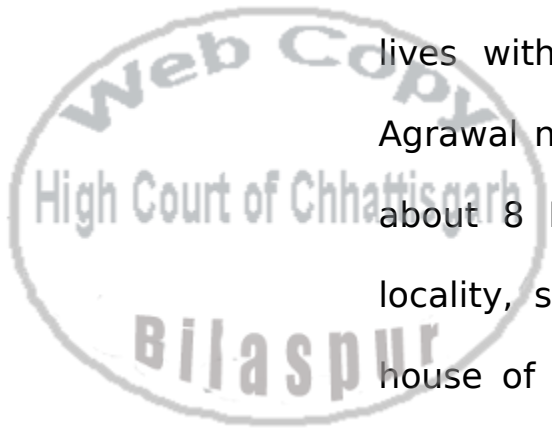 Web Copy
High Court of Chhattisgarh
Bilaspur
lives with
Agrawal n
about 8
locality, s
house of